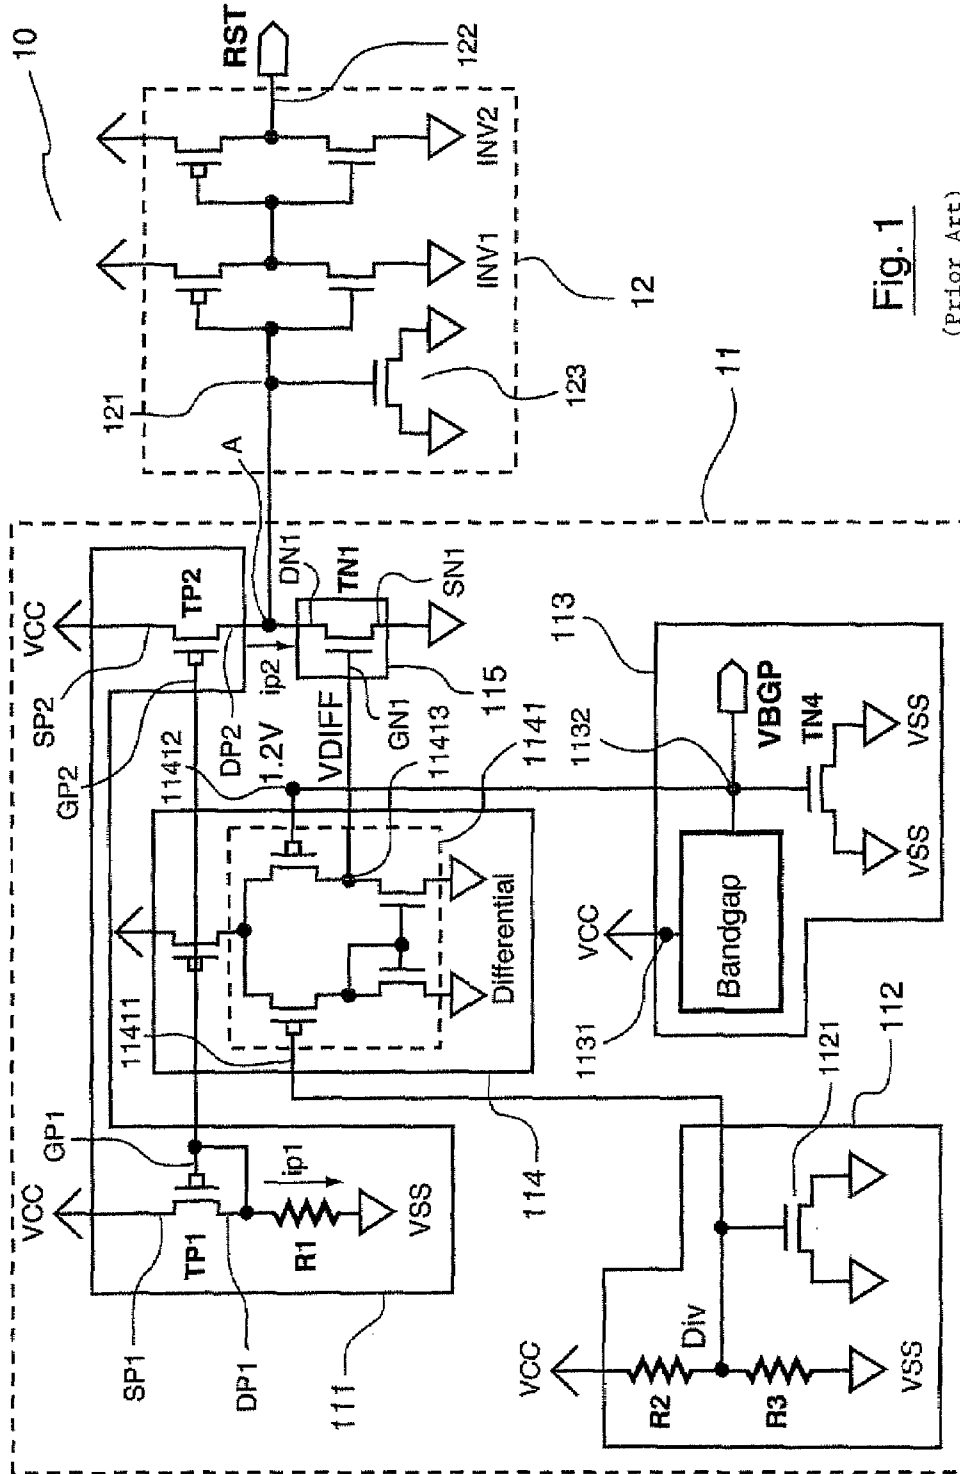 10
RST
122
INV2
INV1
12
121
123
A
Fig. 1
(Prior Art)
11
VCC
SP2
TP2
GP2
DP2
ip2
DN1
TN1
SN1
11412
1.2V
VDIFF
GN1
115
11413
1141
1132
113
VBGP
TN4
VSS
VSS
VCC
Bandgap
1131
11411
Differential
114
GP1
VCC
SP1
TP1
DP1
ip1
R1
VSS
111
VCC
R2
Div
R3
VSS
1121
112